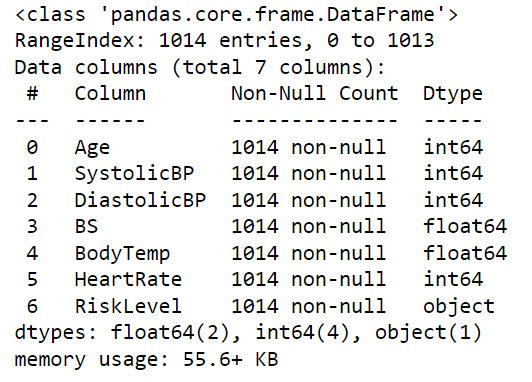 <class 'pandas.core.frame.DataFrame'>
RangeIndex: 1014 entries, 0 to 1013
Data columns (total 7 columns):
 #   Column       Non-Null Count  Dtype
---  ------       --------------  -----
 0   Age          1014 non-null   int64
 1   SystolicBP   1014 non-null   int64
 2   DiastolicBP  1014 non-null   int64
 3   BS           1014 non-null   float64
 4   BodyTemp     1014 non-null   float64
 5   HeartRate    1014 non-null   int64
 6   RiskLevel    1014 non-null   object
dtypes: float64(2), int64(4), object(1)
memory usage: 55.6+ KB